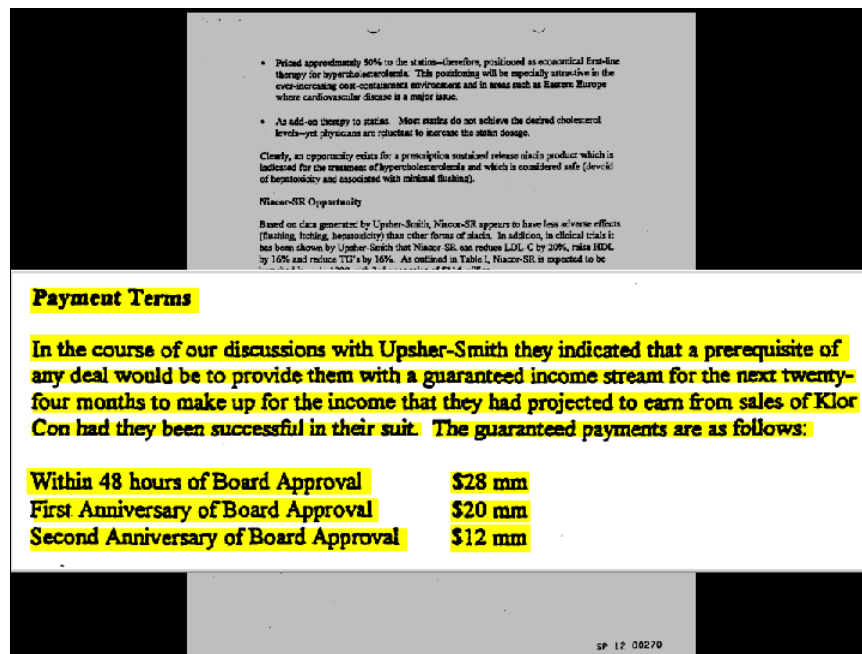 • Priced approximately 50% to the statins--therefore, positioned as economical first-line
therapy for hypercholesterolemia. This positioning will be especially attractive in the
ever-increasing cost-containment environment and in areas such as Eastern Europe
where cardiovascular disease is a major issue.
• As add-on therapy to statins. Most statins do not achieve the desired cholesterol
levels--yet physicians are reluctant to increase the statin dosage.
Clearly, an opportunity exists for a prescription sustained release niacin product which is
indicated for the treatment of hypercholesterolemia and which is considered safe (devoid
of hepatotoxicity and associated with minimal flushing).
Niacor-SR Opportunity
Based on data generated by Upsher-Smith, Niacor-SR appears to have less adverse effects
(flushing, itching, hepatoxicity) than other forms of niacin. In addition, in clinical trials it
has been shown by Upsher-Smith that Niacor-SR can reduce LDL-C by 20%, raise HDL
by 16% and reduce TG's by 16%. As outlined in Table I, Niacor-SR is expected to be
Payment Terms
In the course of our discussions with Upsher-Smith they indicated that a prerequisite of
any deal would be to provide them with a guaranteed income stream for the next twenty-
four months to make up for the income that they had projected to earn from sales of Klor
Con had they been successful in their suit. The guaranteed payments are as follows:
Within 48 hours of Board Approval $28 mm
First Anniversary of Board Approval $20 mm
Second Anniversary of Board Approval $12 mm
SP 12 00270